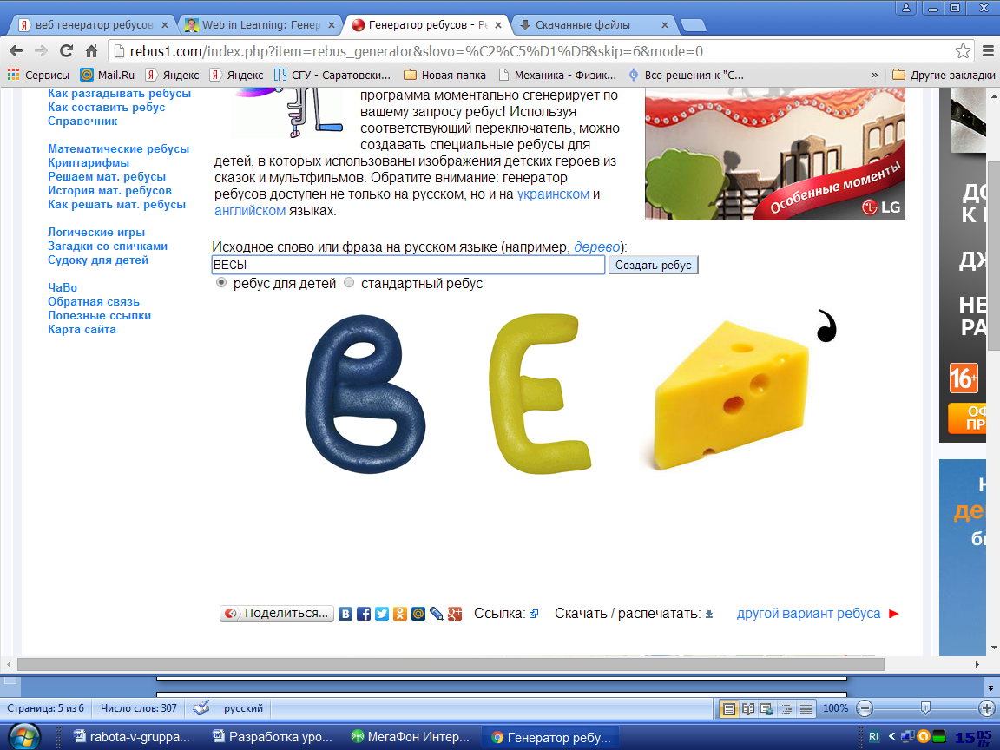 веб генератор ребусов
Web in Learning: Генер
Генератор ребусов - Ре
Скачанные файлы
rebus1.com/index.php?item=rebus_generator&slovo=%C2%C5%D1%DB&skip=6&mode=0
Сервисы
Mail.Ru
Яндекс
Яндекс
СГУ - Саратовски...
Новая папка
Механика - Физик...
Все решения к "С...
»
Другие закладки
Как разгадывать ребусы
Как составить ребус
Справочник
Математические ребусы
Криптарифмы
Решаем мат. ребусы
История мат. ребусов
Как решать мат. ребусы
Логические игры
Загадки со спичками
Судоку для детей
ЧаВо
Обратная связь
Полезные ссылки
Карта сайта
программа моментально сгенерирует по
вашему запросу ребус! Используя
соответствующий переключатель, можно
создавать специальные ребусы для
детей, в которых использованы изображения детских героев из
сказок и мультфильмов. Обратите внимание: генератор
ребусов доступен не только на русском, но и на украинском и
английском языках.
Особенные моменты
LG
Исходное слово или фраза на русском языке (например, дерево):
ВЕСЫ
Создать ребус
ребус для детей
стандартный ребус
В Е ,
ДО
К
ДЖ
НЕ
РА
16+
ОФ
ПР
Н
де
бы
Поделиться...
Ссылка:
Скачать / распечатать:
другой вариант ребуса
Страница: 5 из 6
Число слов: 307
русский
100%
rabota-v-gruppa...
Разработка уро...
МегаФон Интер...
Генератор ребу...
RL
15 05
Пт